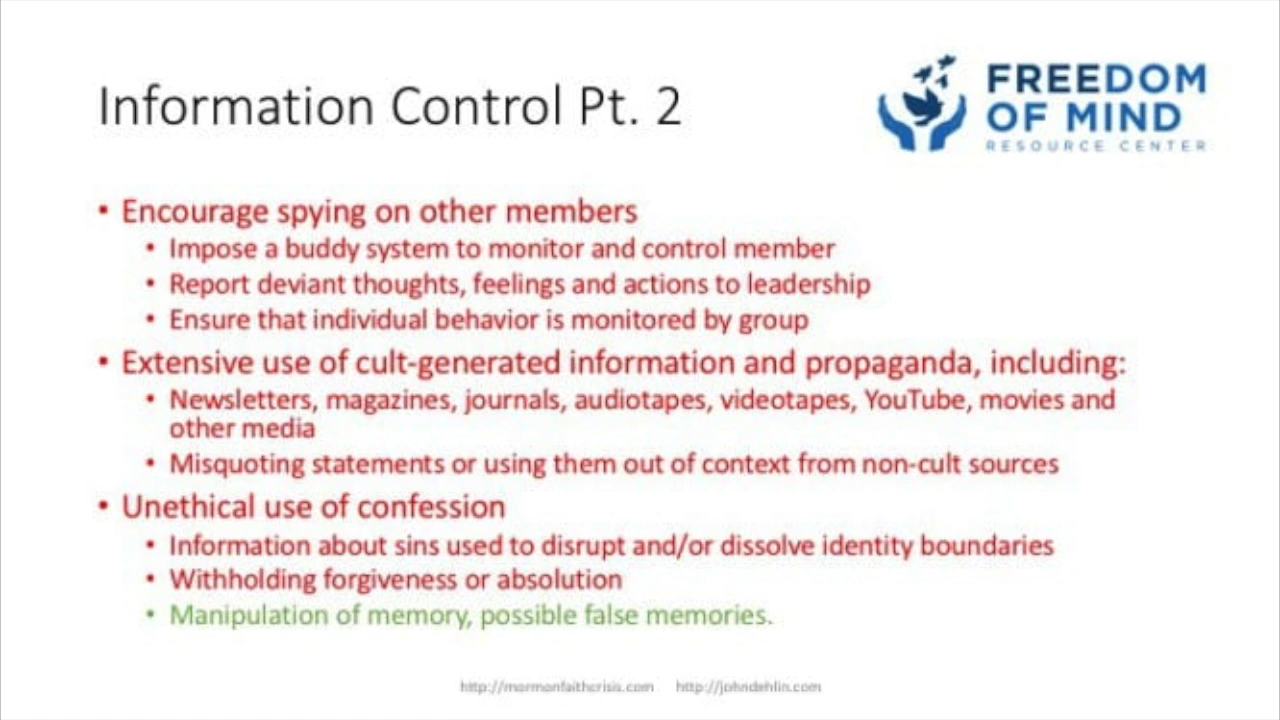 Information Control Pt. 2
FREEDOM
OF MIND
RESOURCE CENTER
• Encourage spying on other members
• Impose a buddy system to monitor and control member
• Report deviant thoughts, feelings and actions to leadership
• Ensure that individual behavior is monitored by group
• Extensive use of cult-generated information and propaganda, including:
• Newsletters, magazines, journals, audiotapes, videotapes, YouTube, movies and
other media
• Misquoting statements or using them out of context from non-cult sources
• Unethical use of confession
• Information about sins used to disrupt and/or dissolve identity boundaries
• Withholding forgiveness or absolution
• Manipulation of memory, possible false memories.
http://mormonfaithcrisis.com http://johndehlin.com